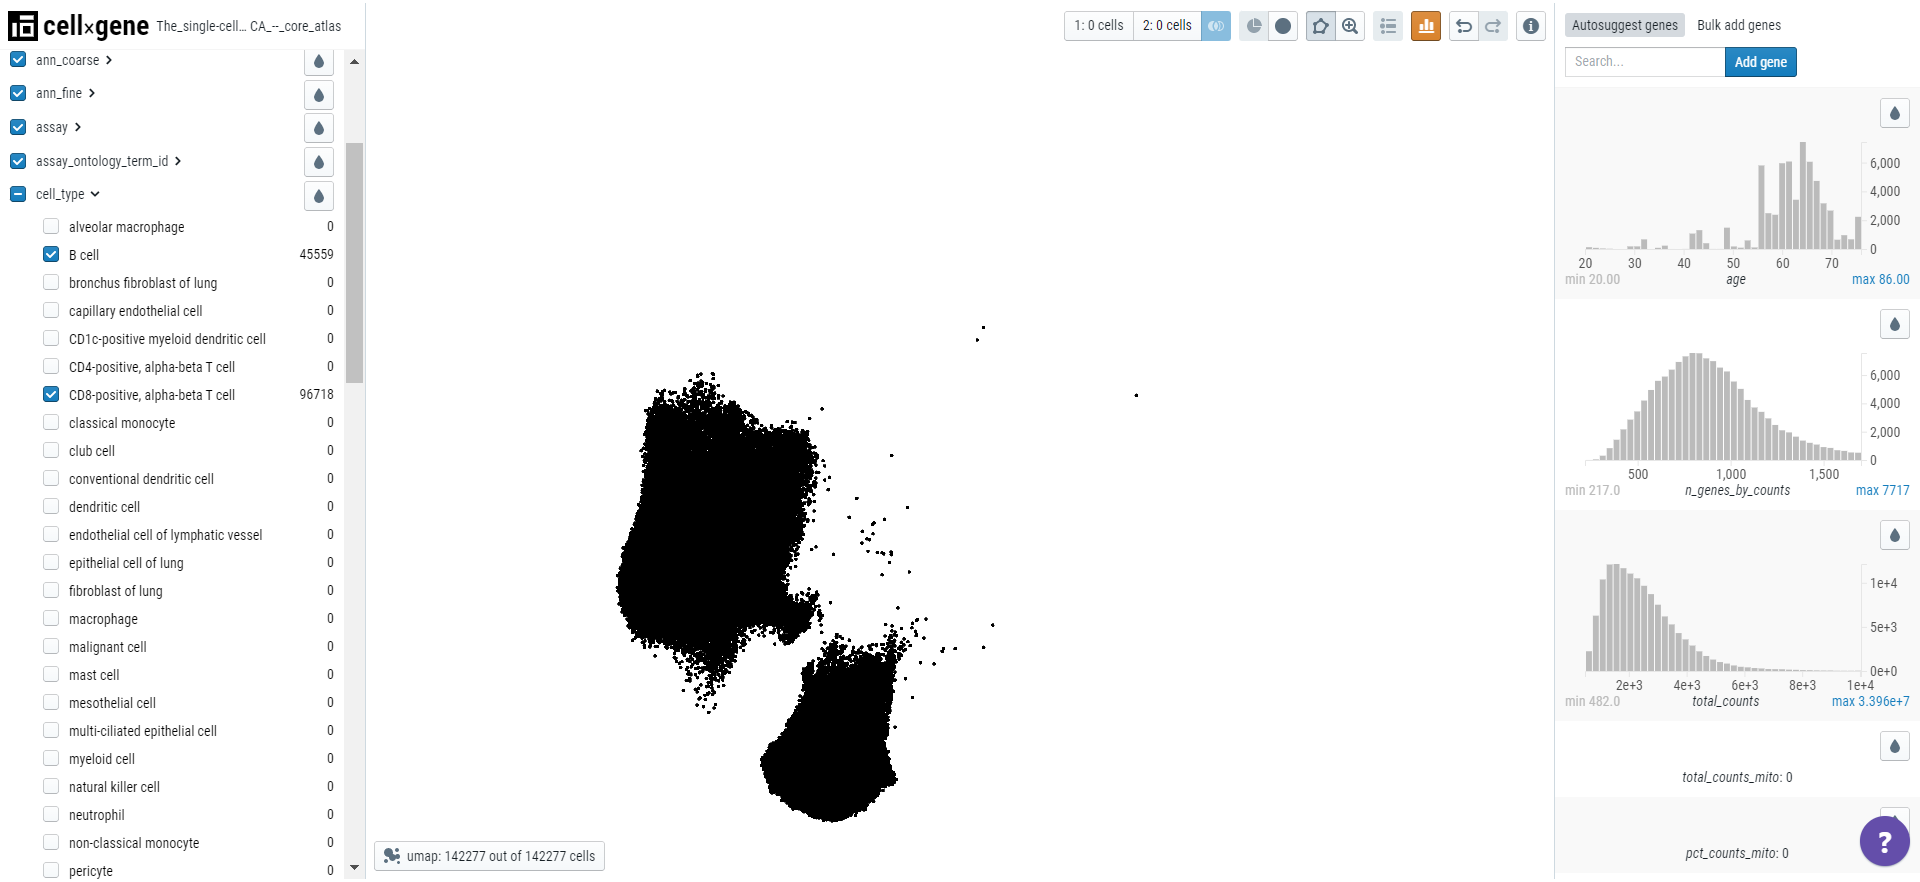 cell×gene The_single-cell... CA_--_core_atlas
ann_coarse
ann_fine
assay
assay_ontology_term_id
cell_type
alveolar macrophage 0
B cell 45559
bronchus fibroblast of lung 0
capillary endothelial cell 0
CD1c-positive myeloid dendritic cell 0
CD4-positive, alpha-beta T cell 0
CD8-positive, alpha-beta T cell 96718
classical monocyte 0
club cell 0
conventional dendritic cell 0
dendritic cell 0
endothelial cell of lymphatic vessel 0
epithelial cell of lung 0
fibroblast of lung 0
macrophage 0
malignant cell 0
mast cell 0
mesothelial cell 0
multi-ciliated epithelial cell 0
myeloid cell 0
natural killer cell 0
neutrophil 0
non-classical monocyte 0
pericyte 0
1: 0 cells 2: 0 cells
umap: 142277 out of 142277 cells
Autosuggest genes Bulk add genes
Search... Add gene
6,000
4,000
2,000
0
20 30 40 50 60 70
min 20.00 age max 86.00
6,000
4,000
2,000
0
500 1,000 1,500
min 217.0 n_genes_by_counts max 7717
1e+4
5e+3
0e+0
2e+3 4e+3 6e+3 8e+3 1e+4
min 482.0 total_counts max 3.396e+7
total_counts_mito: 0
pct_counts_mito: 0
?